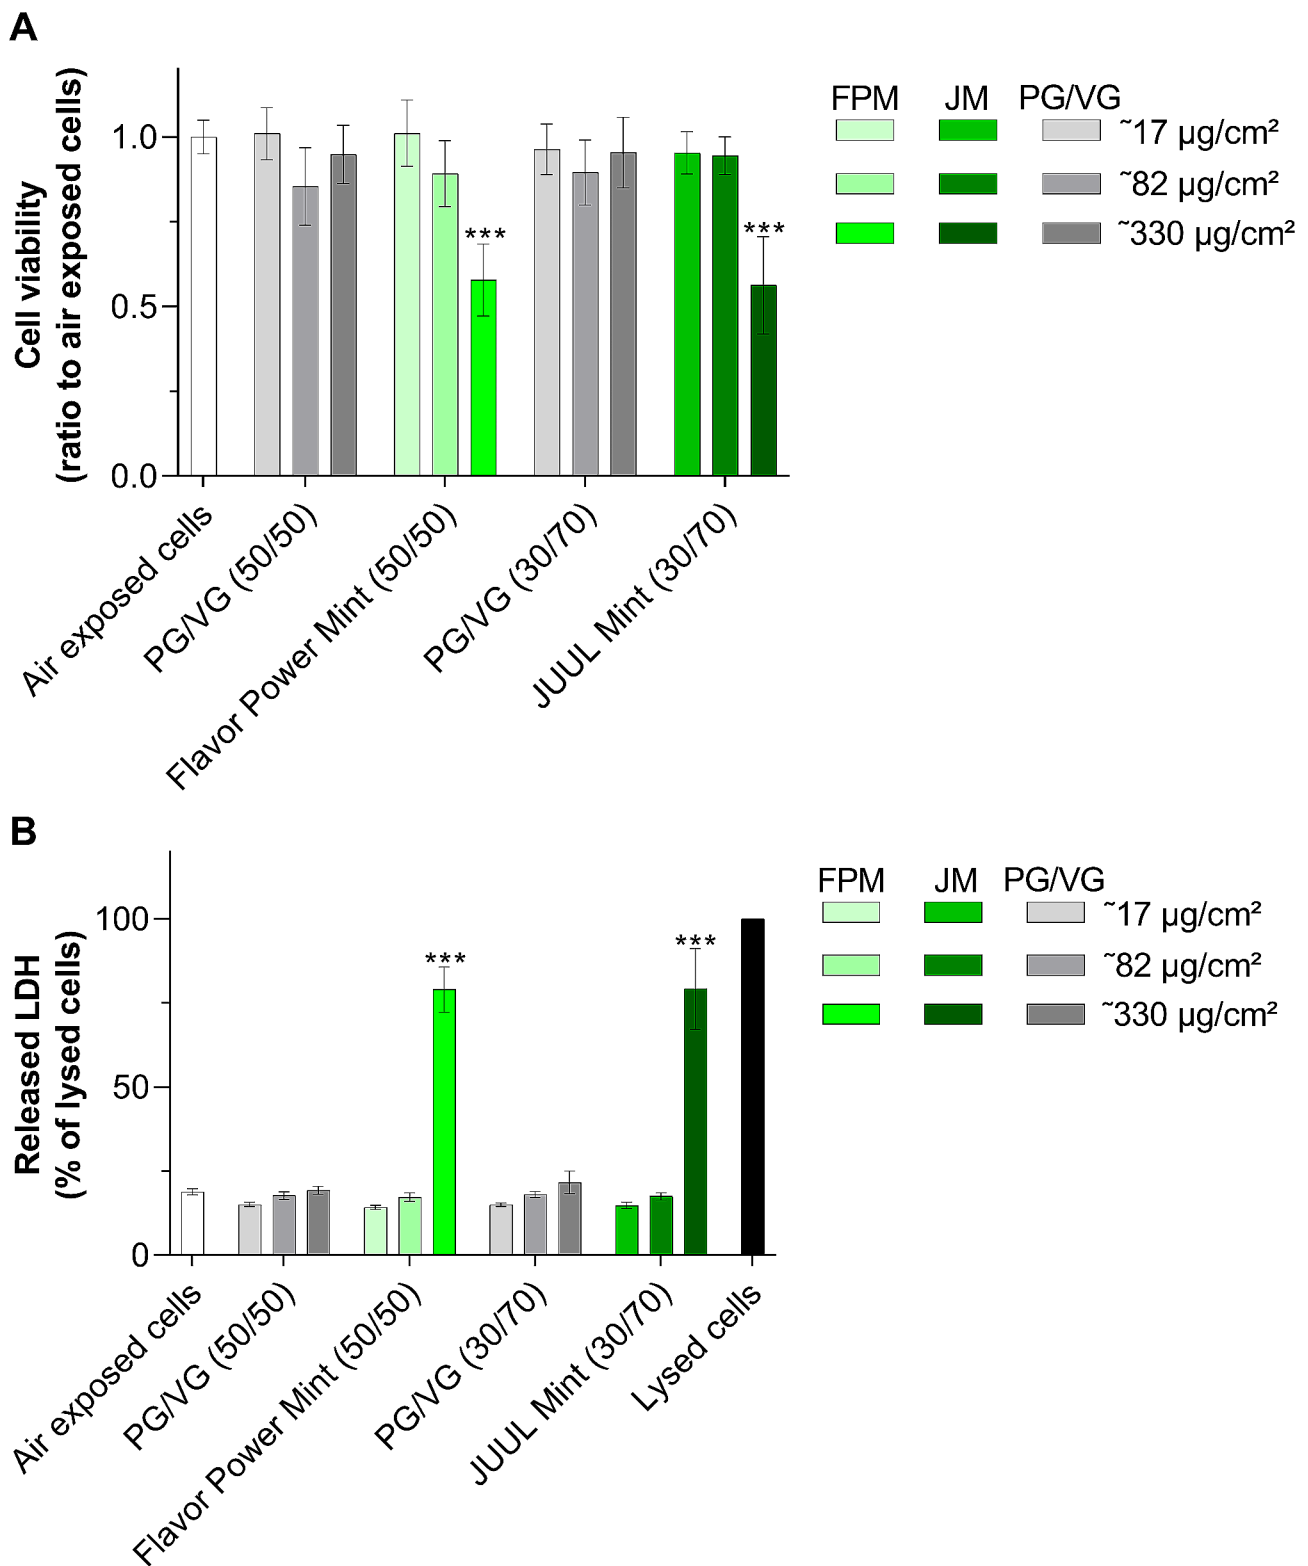 A
Cell viability
(ratio to air exposed cells)
1.0
0.5
0.0
***
***
Air exposed cells
PG/VG (50/50)
Flavor Power Mint (50/50)
PG/VG (30/70)
JUUL Mint (30/70)
FPM JM PG/VG
~17 µg/cm²
~82 µg/cm²
~330 µg/cm²
B
Released LDH
(% of lysed cells)
100
50
0
***
***
Air exposed cells
PG/VG (50/50)
Flavor Power Mint (50/50)
PG/VG (30/70)
JUUL Mint (30/70)
Lysed cells
FPM JM PG/VG
~17 µg/cm²
~82 µg/cm²
~330 µg/cm²